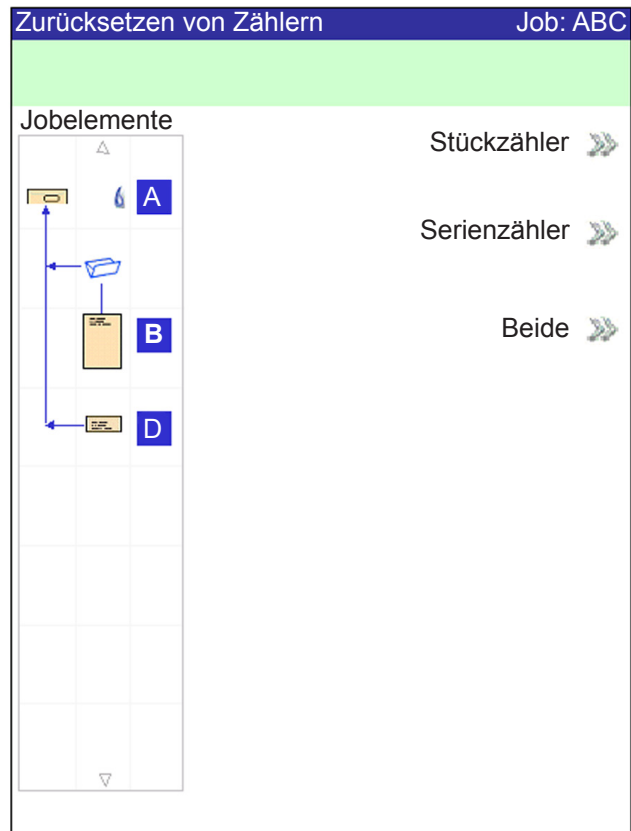 Zurücksetzen von Zählern Job: ABC
Jobelemente
Stückzähler
A
Serienzähler
B
Beide
D